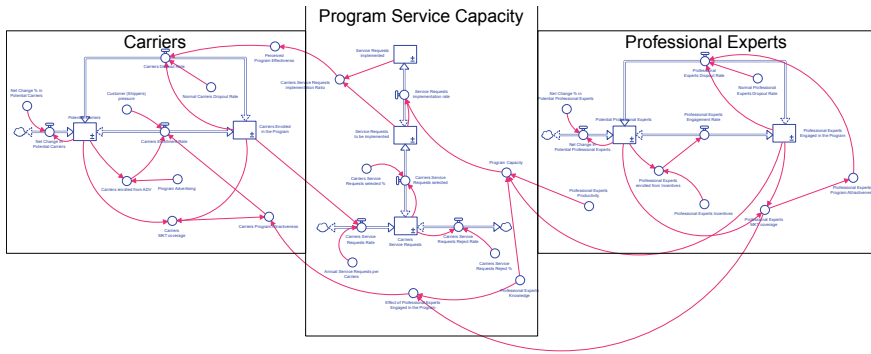 Program Service Capacity
Carriers
Professional Experts
Net Change % in
Potential Carriers
Customer (Shippers)
pressure
Carriers Dropout Rate
Normal Carriers Dropout Rate
Perceived
Program Effectiveness
Potential Carriers
Carriers Enrolled
in the Program
Net Change in
Potential Carriers
Carriers Enrollment Rate
Carriers enrolled from ADV
Program Advertising
Carriers
MKT coverage
Carriers Program Attractiveness
Service Requests
implemented
Carriers Service Requests
implementation Ratio
Service Requests
implementation rate
Service Requests
to be implemented
Carriers Service
Requests selected %
Carriers Service
Requests selected
Program Capacity
Carriers Service
Requests Rate
Carriers
Service Requests
Carriers Service
Requests Reject Rate
Annual Service Requests per
Carriers
Carriers Service
Requests Reject %
Effect of Professional Experts
Engaged in the Program
Professional Experts
Knowledge
Professional Experts
Productivity
Net Change % in
Potential Professional Experts
Professional
Experts Dropout Rate
Normal Professional
Experts Dropout Rate
Potential Professional Experts
Professional Experts
Engagement Rate
Professional Experts
Engaged in the Program
Net Change in
Potential Professional Experts
Professional Experts
enrolled from Incentives
Professional Experts Incentives
Professional Experts
MKT coverage
Professional Experts
Program Attractiveness